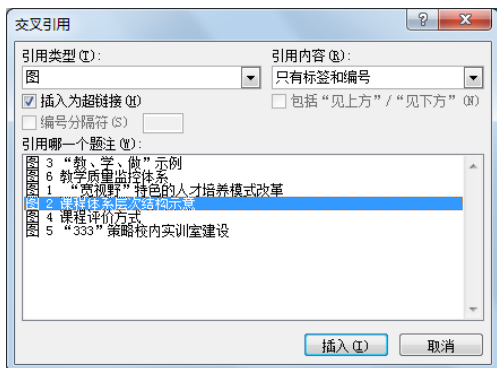 交叉引用
引用类型(T): 引用内容(R):
图 只有标签和编号
插入为超链接(H) 包括“见上方”/“见下方”(N)
编号分隔符(S)
引用哪一个题注(W):
图 3 “教、学、做”示例
图 6 教学质量监控体系
图 1 “宽视野”特色的人才培养模式改革
图 2 课程体系层次结构示意
图 4 课程评价方式
图 5 “333”策略校内实训室建设
插入(I) 取消